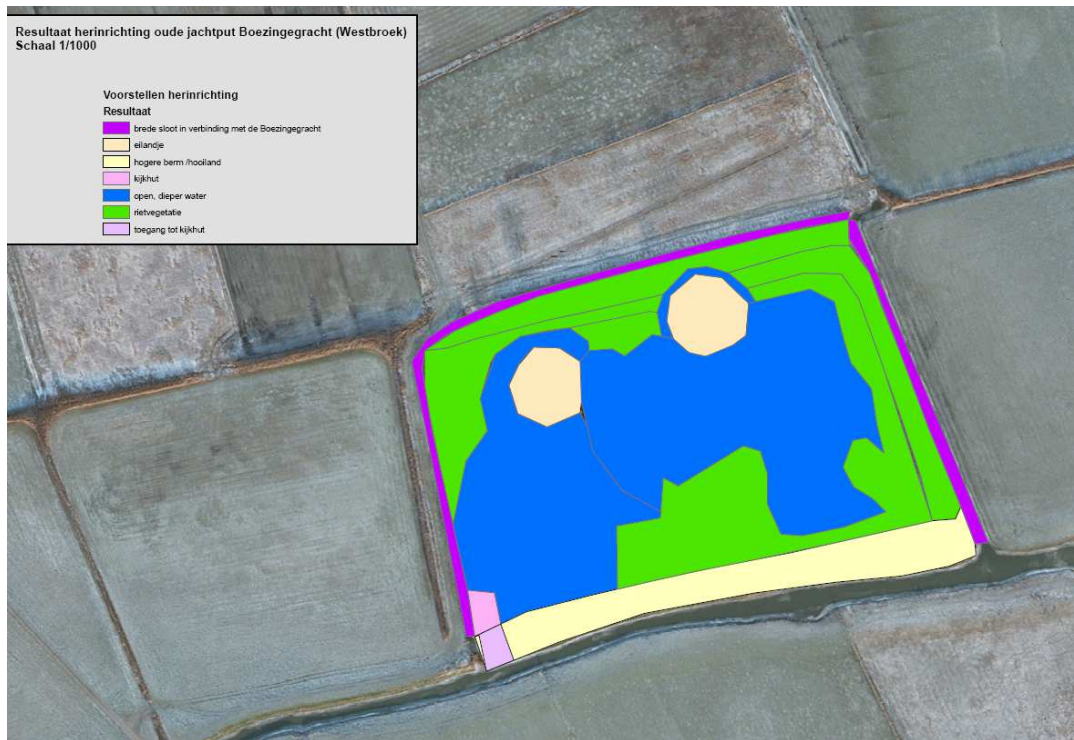 Resultaat herinrichting oude jachtput Boezingegracht (Westbroek)
Schaal 1/1000
Voorstellen herinrichting
Resultaat
brede sloot in verbinding met de Boezingegracht
eilandje
hogere berm /hooiland
kijkhut
open, dieper water
rietvegetatie
toegang tot kijkhut